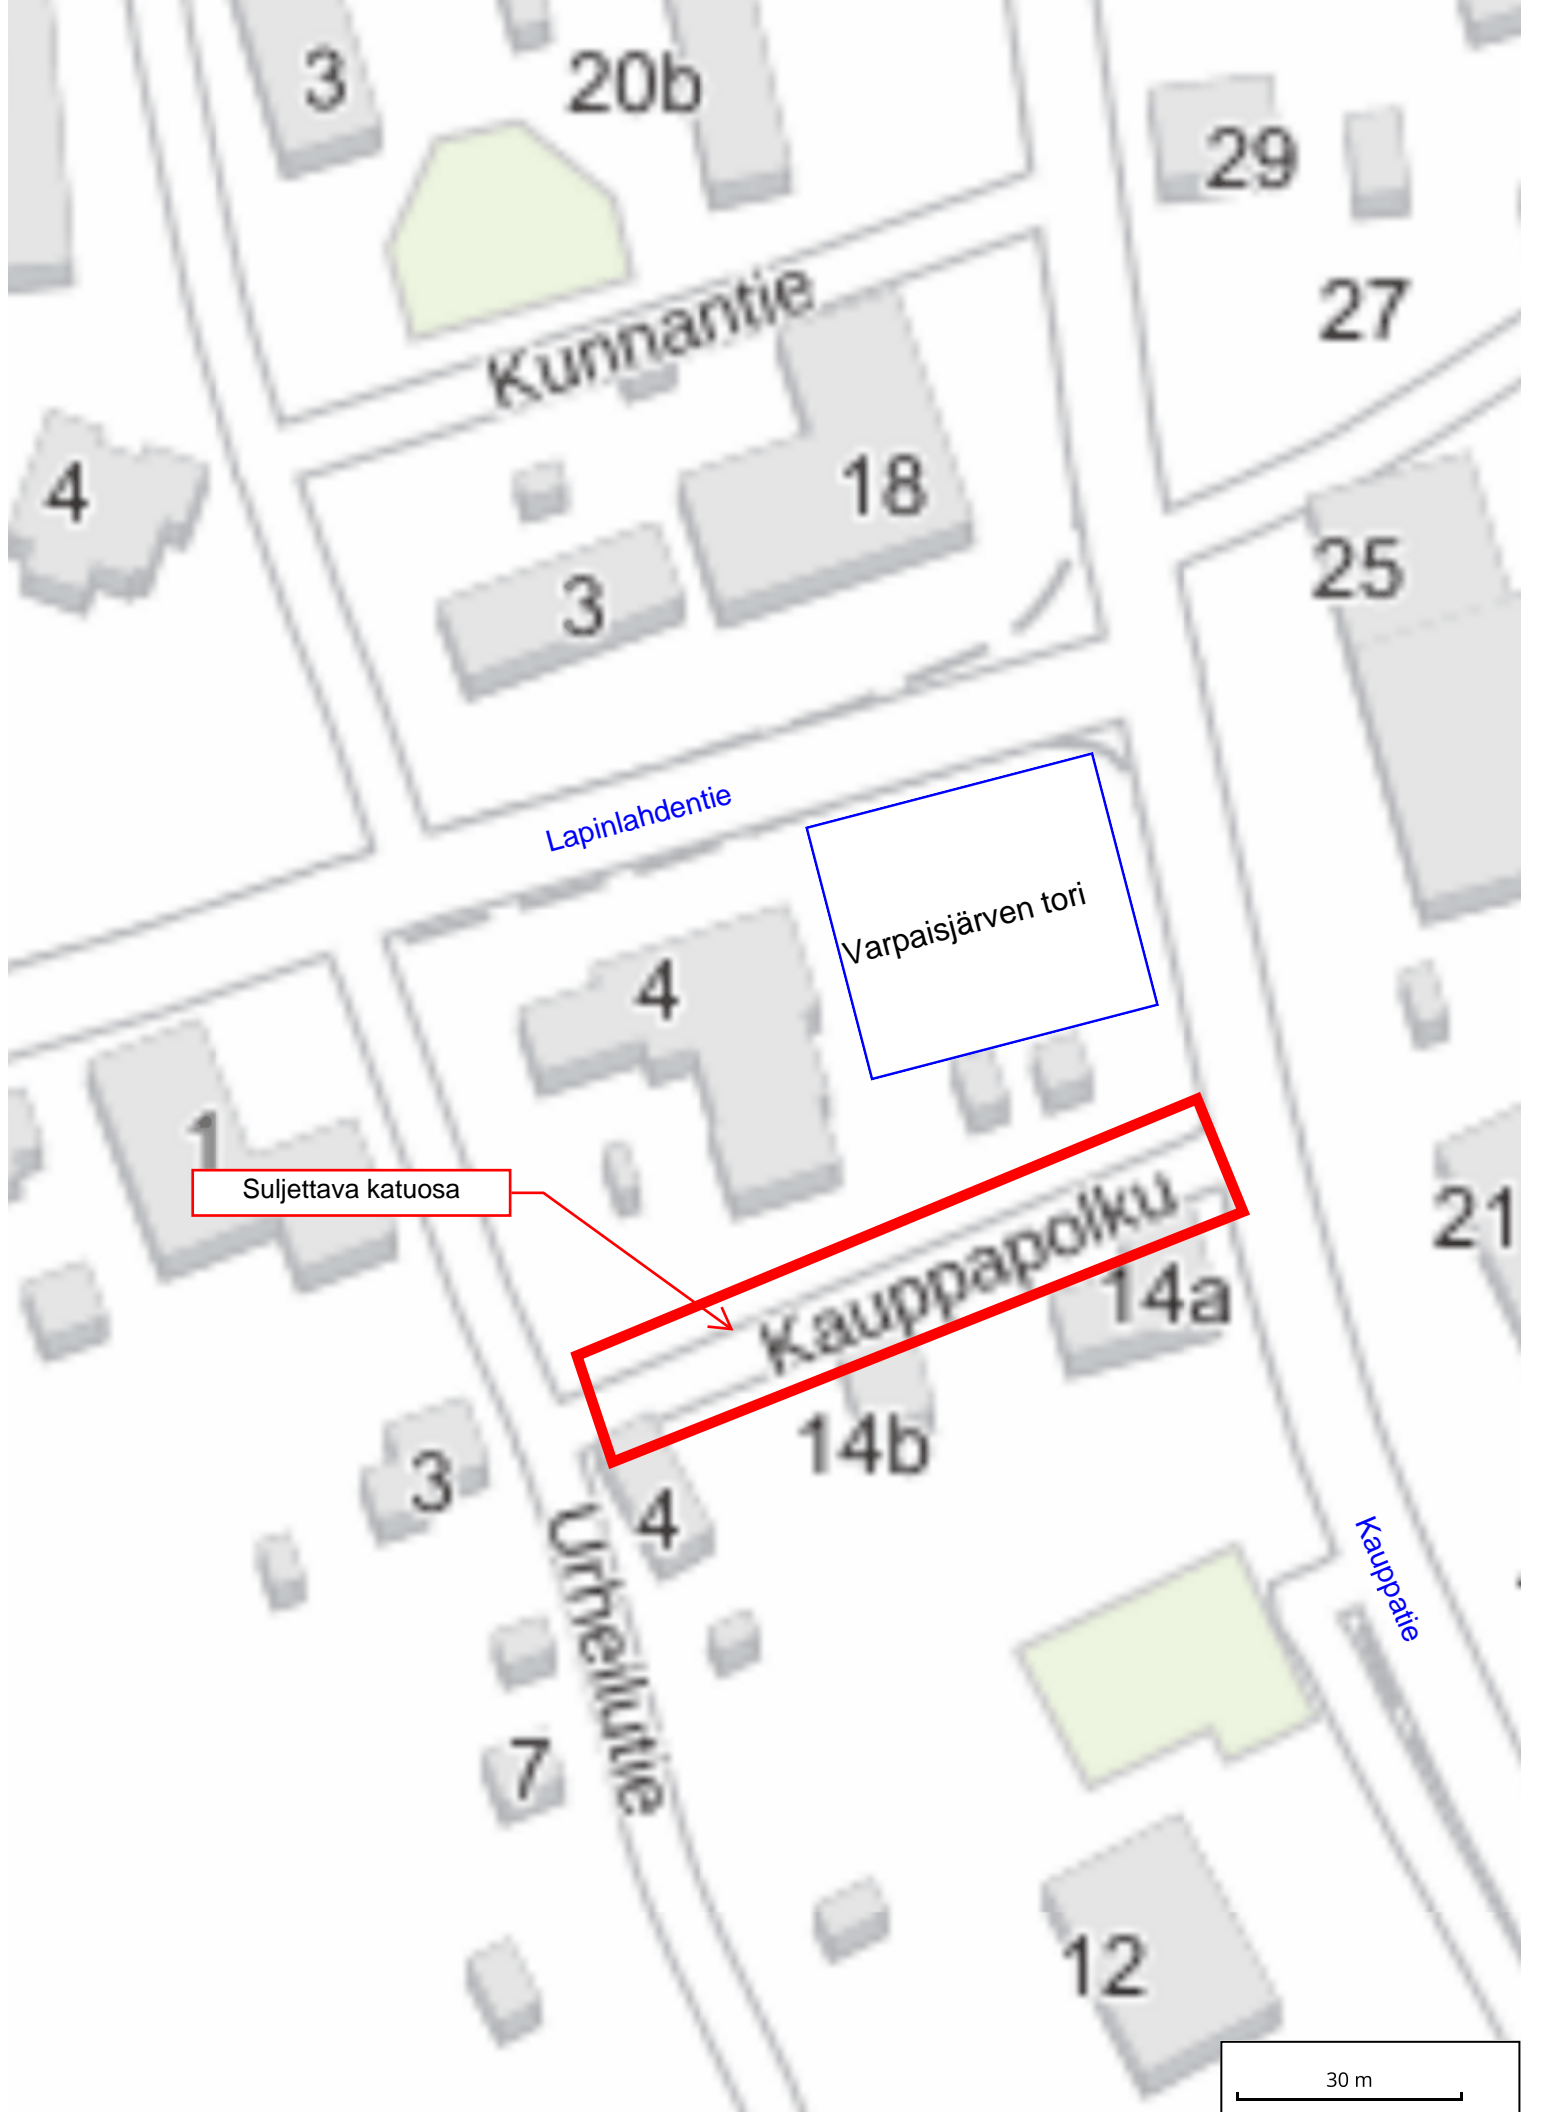 3
20b
29
27
Kunnantie
4
18
25
3
Lapinlahdentie
Varpaisjärven tori
4
1
Suljettava katuosa
Kauppapolku
21
14a
14b
3
4
Urheilutie
Kauppatie
7
12
30 m